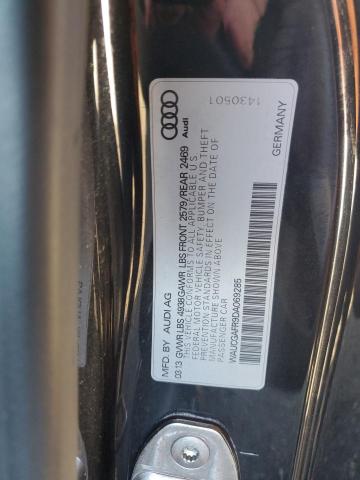 1430501
Audi
GERMANY
MFD. BY AUDI AG
03.13 GVWR LBS 4938 GAWR LBS FRONT 2579/REAR 2469
THIS VEHICLE CONFORMS TO ALL APPLICABLE U.S.
FEDERAL MOTOR VEHICLE SAFETY, BUMPER AND THEFT
PREVENTION STANDARDS IN EFFECT ON THE DATE OF
MANUFACTURE SHOWN ABOVE
PASSENGER CAR
WAUCGAFR9DA069285